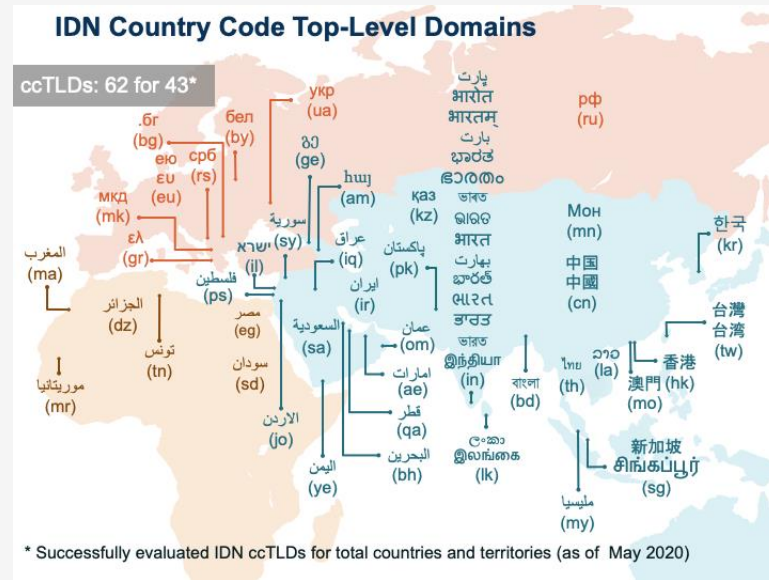 IDN Country Code Top-Level Domains
ccTLDs: 62 for 43*
.бг
(bg)
ею
ευ
(eu)
срб
(rs)
бел
(by)
укр
(ua)
мкд
(mk)
ελ
(gr)
рф
(ru)
გე
(ge)
հայ
(am)
қаз
(kz)
سورية
(sy)
ישראל
(il)
فلسطين
(ps)
عراق
(iq)
ایران
(ir)
پاکستان
(pk)
ڀارت
भारोत
भारतम्
بارت
ಭಾರತ
ഭാരതം
ভাৰত
ଭାରତ
भारत
بھارت
భారత్
ભારત
ਭਾਰਤ
ভারত
இந்தியா
(in)
Мон
(mn)
中国
中國
(cn)
한국
(kr)
台灣
台湾
(tw)
香港
(hk)
澳門
(mo)
ລາວ
(la)
ไทย
(th)
বাংলা
(bd)
ලංකා
இலங்கை
(lk)
新加坡
சிங்கப்பூர்
(sg)
مليسيا
(my)
المغرب
(ma)
الجزائر
(dz)
تونس
(tn)
موريتانيا
(mr)
مصر
(eg)
سودان
(sd)
الاردن
(jo)
السعودية
(sa)
اليمن
(ye)
عمان
(om)
امارات
(ae)
قطر
(qa)
البحرين
(bh)
* Successfully evaluated IDN ccTLDs for total countries and territories (as of May 2020)